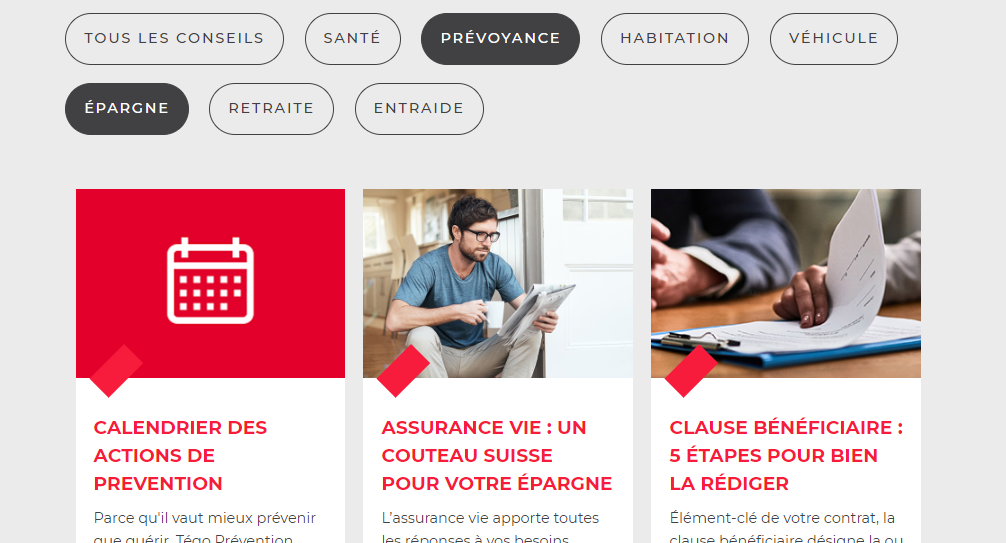 TOUS LES CONSEILS SANTÉ PRÉVOYANCE HABITATION VÉHICULE
ÉPARGNE RETRAITE ENTRAIDE
CALENDRIER DES
ACTIONS DE
PREVENTION
Parce qu'il vaut mieux prévenir
que guérir, Tégo Prévention
ASSURANCE VIE : UN
COUTEAU SUISSE
POUR VOTRE ÉPARGNE
L'assurance vie apporte toutes
les réponses à vos besoins
CLAUSE BÉNÉFICIAIRE :
5 ÉTAPES POUR BIEN
LA RÉDIGER
Élément-clé de votre contrat, la
clause bénéficiaire désigne la ou